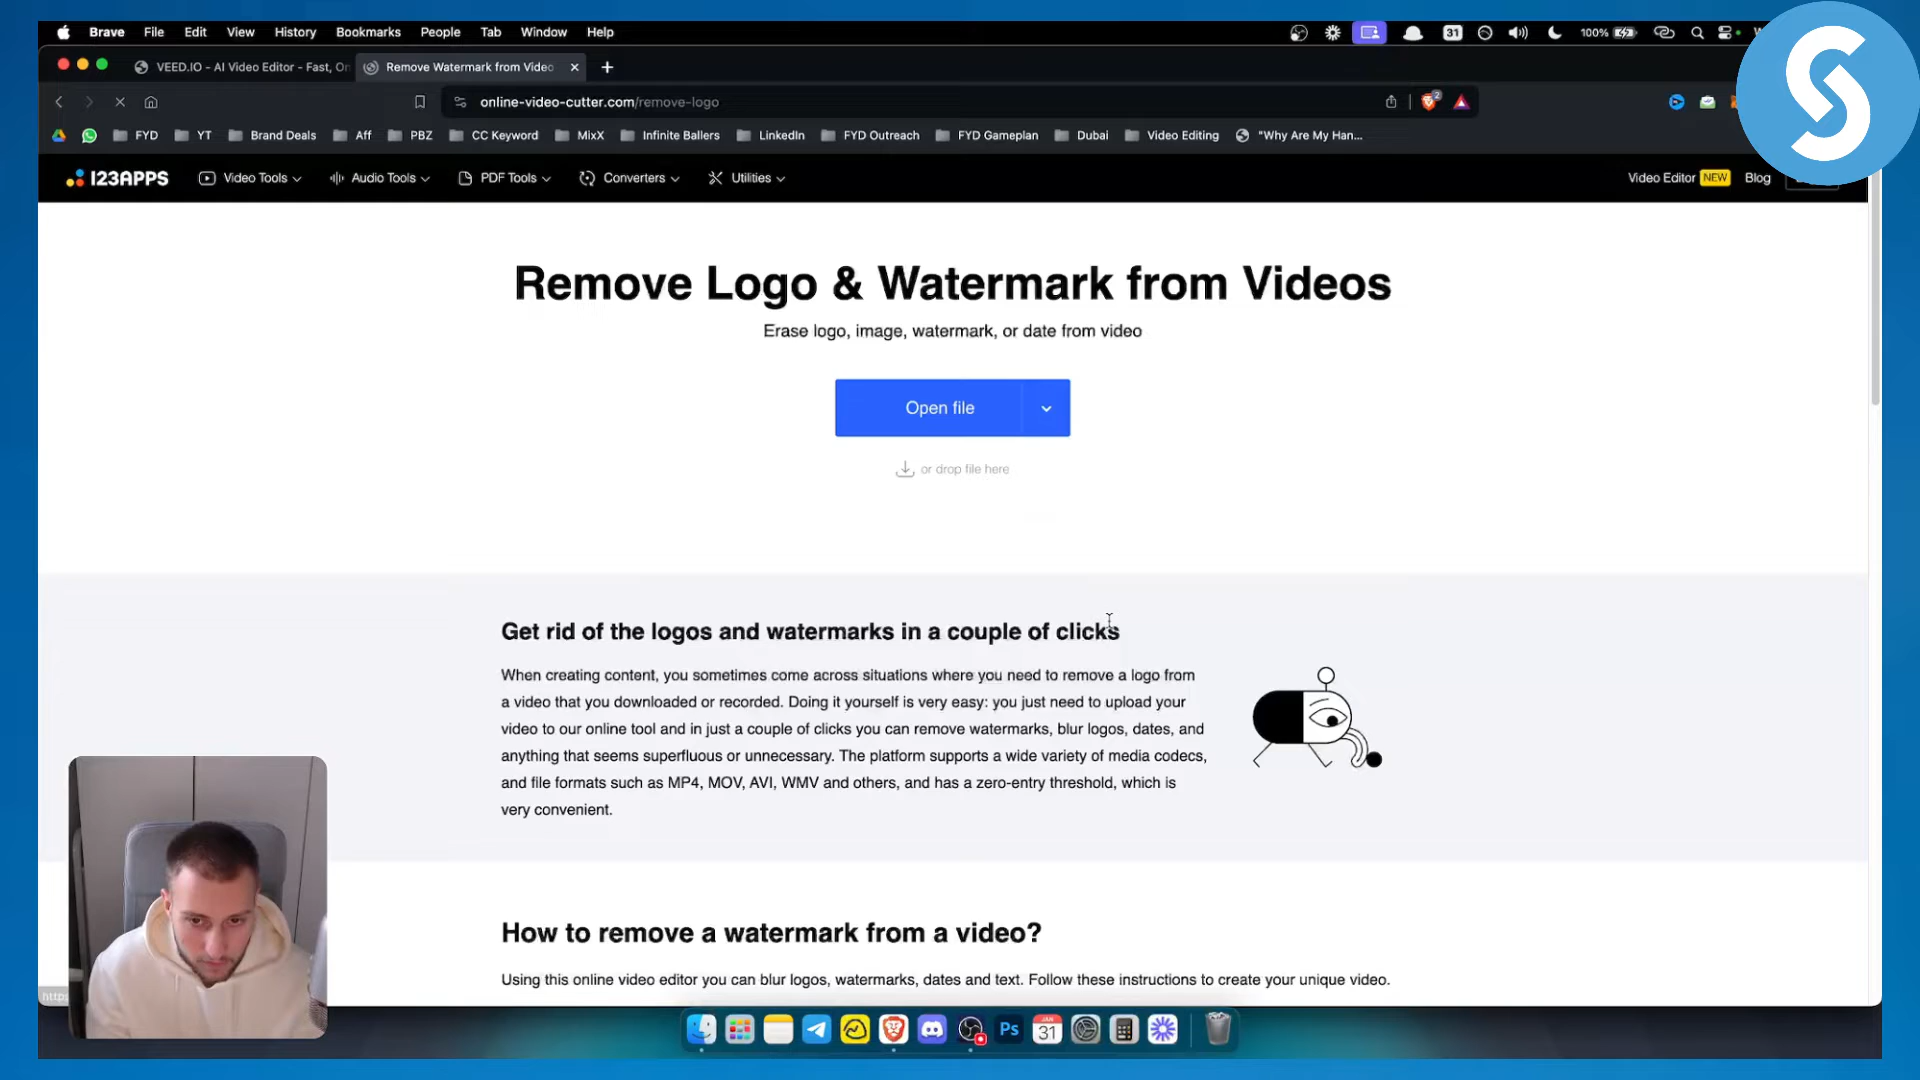 Brave File Edit View History Bookmarks People Tab Window Help 31 100%
VEED.IO - AI Video Editor - Fast, On Remove Watermark from Video
online-video-cutter.com/remove-logo 2
FYD YT Brand Deals Aff PBZ CC Keyword MixX Infinite Ballers LinkedIn FYD Outreach FYD Gameplan Dubai Video Editing "Why Are My Han...
123APPS Video Tools Audio Tools PDF Tools Converters Utilities Video Editor NEW Blog
Remove Logo & Watermark from Videos
Erase logo, image, watermark, or date from video
Open file
or drop file here
Get rid of the logos and watermarks in a couple of clicks
When creating content, you sometimes come across situations where you need to remove a logo from
a video that you downloaded or recorded. Doing it yourself is very easy: you just need to upload your
video to our online tool and in just a couple of clicks you can remove watermarks, blur logos, dates, and
anything that seems superfluous or unnecessary. The platform supports a wide variety of media codecs,
and file formats such as MP4, MOV, AVI, WMV and others, and has a zero-entry threshold, which is
very convenient.
How to remove a watermark from a video?
Using this online video editor you can blur logos, watermarks, dates and text. Follow these instructions to create your unique video.
Ps JAN 31